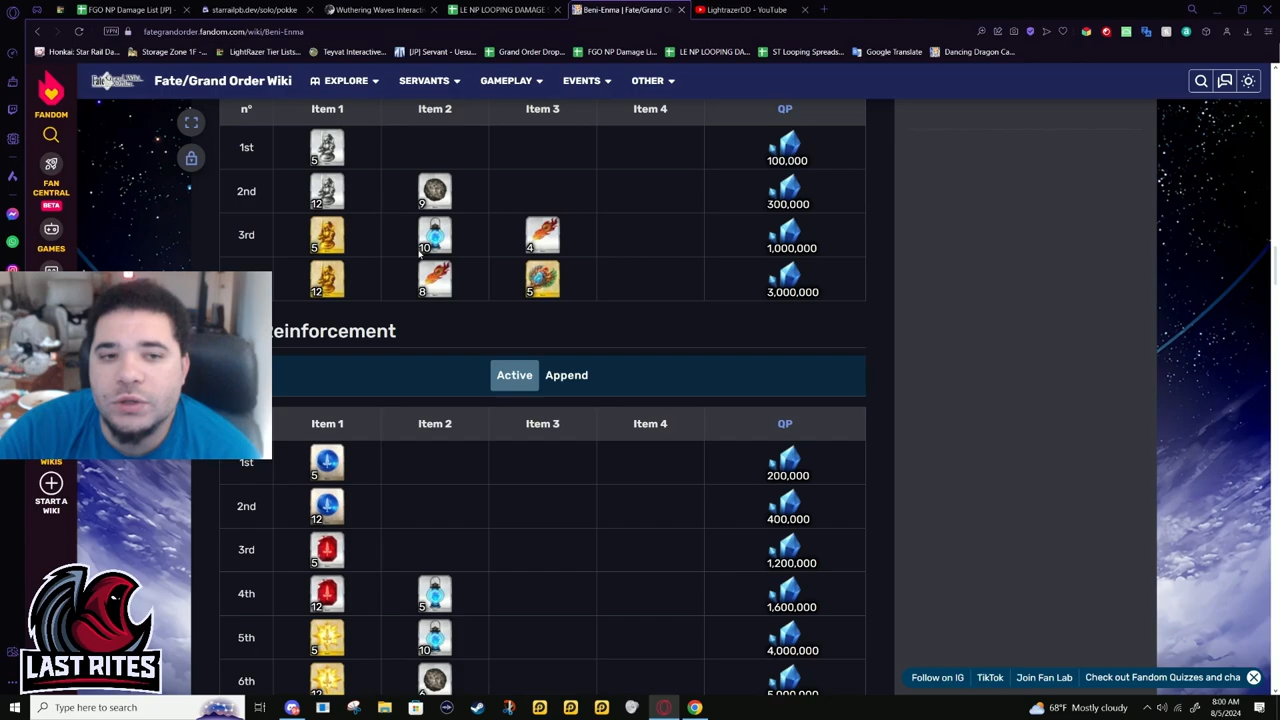 FGO NP Damage List [JP] -
starrailpb.dev/solo/pokke
Wuthering Waves Interactiv
LE NP LOOPING DAMAGE
Beni-Enma | Fate/Grand Or
LightrazerDD - YouTube
VPN
fategrandorder.fandom.com/wiki/Beni-Enma
Honkai: Star Rail Da...
Storage Zone 1F -...
LightRazer Tier Lists...
Teyvat Interactive...
[JP] Servant - Uesu...
Grand Order Drop...
FGO NP Damage Li...
LE NP LOOPING DA...
ST Looping Spreads...
Google Translate
Dancing Dragon Ca...
FANDOM
FAN CENTRAL
BETA
GAMES
WIKIS
START A WIKI
Fate/Grand Order Wiki
EXPLORE
SERVANTS
GAMEPLAY
EVENTS
OTHER
n° Item 1 Item 2 Item 3 Item 4 QP
1st 5 100,000
2nd 12 9 300,000
3rd 5 10 4 1,000,000
12 8 5 3,000,000
einforcement
Active Append
Item 1 Item 2 Item 3 Item 4 QP
1st 5 200,000
2nd 12 400,000
3rd 5 1,200,000
4th 12 5 1,600,000
5th 5 10 4,000,000
6th
LAST RITES
Follow on IG
TikTok
Join Fan Lab
Check out Fandom Quizzes and cha
Type here to search
68°F Mostly cloudy
8:00 AM
8/5/2024